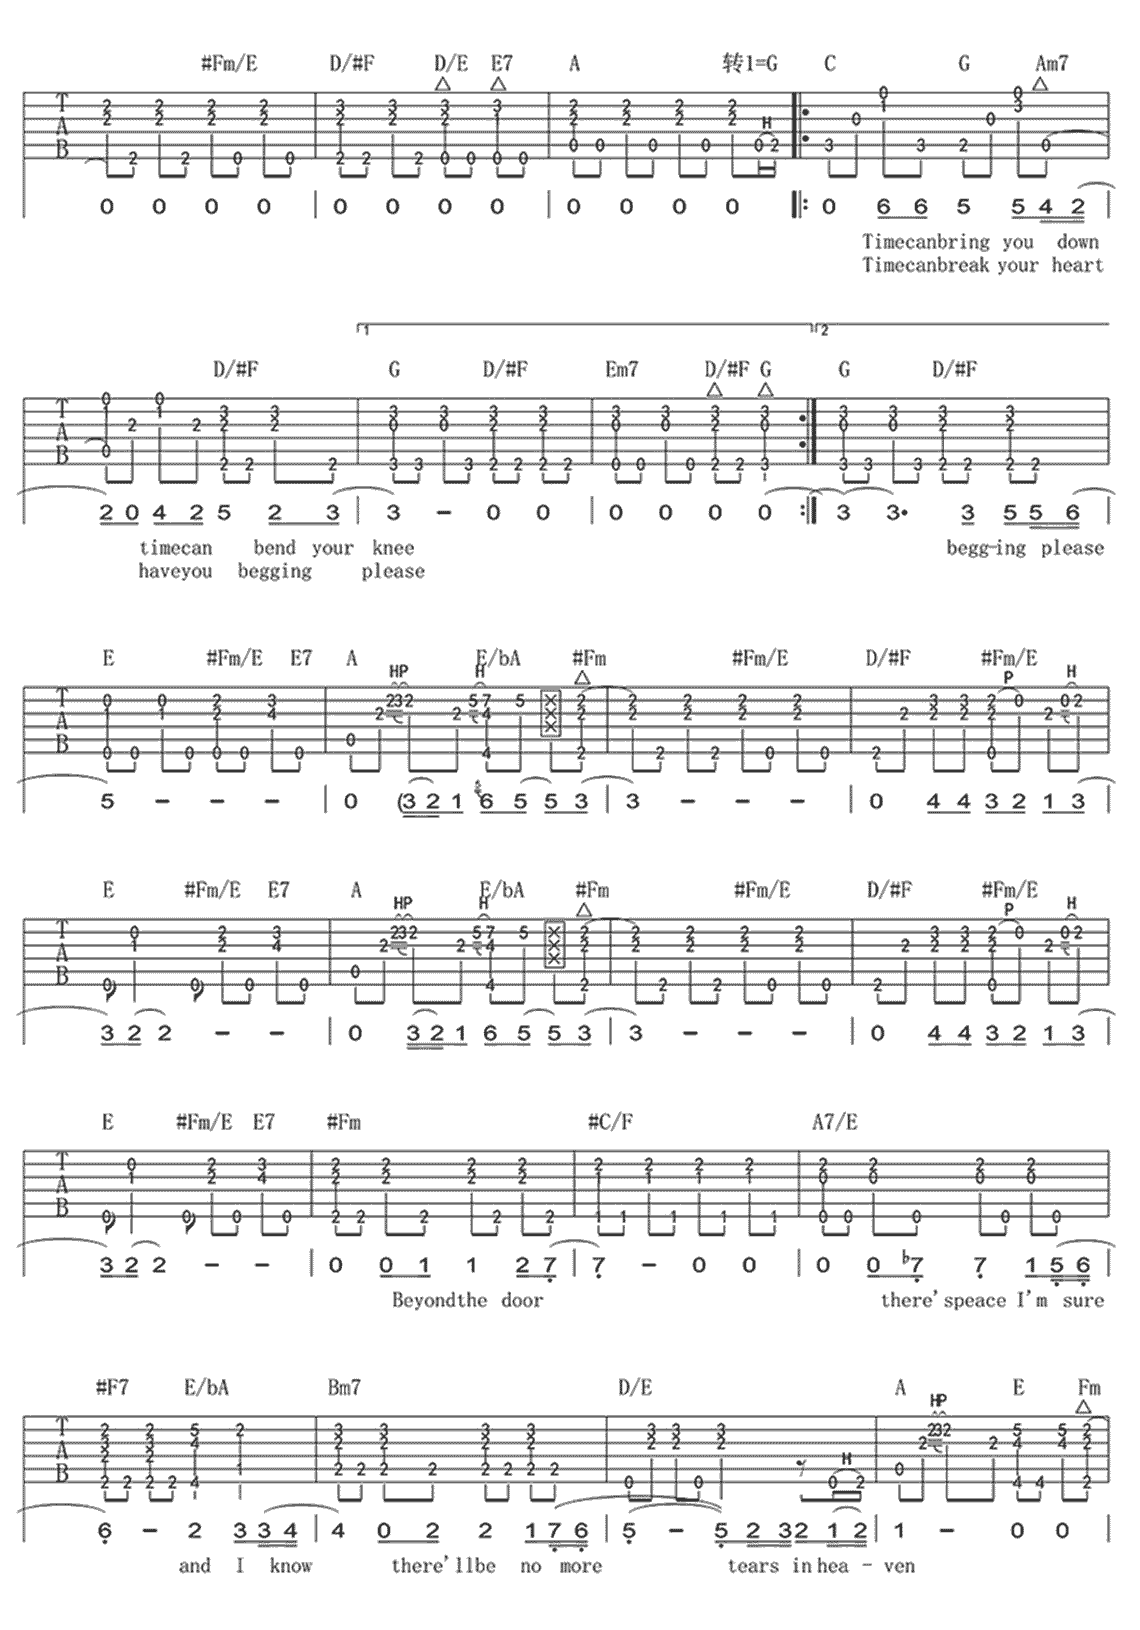 #Fm/E D/#F D/E E7 A 转1=G C G Am7
H
T A B
0 0 0 0 0 0 0 0 0 0 0 0 0 6 6 5 5 4 2
Timecanbring you down
Timecanbreak your heart
1 2
D/#F G D/#F Em7 D/#F G G D/#F
T A B
2 0 4 2 5 2 3 3 - 0 0 0 0 0 0 3 3· 3 5 5 6
timecan bend your knee begg-ing please
haveyou begging please
E #Fm/E E7 A E/bA #Fm #Fm/E D/#F #Fm/E
HP H P H
T A B
5 - - - 0 (3 2 1 6 5 5 3 3 - - - 0 4 4 3 2 1 3
E #Fm/E E7 A E/bA #Fm #Fm/E D/#F #Fm/E
HP H P H
T A B
3 2 2 - - 0 3 2 1 6 5 5 3 3 - - - 0 4 4 3 2 1 3
E #Fm/E E7 #Fm #C/F A7/E
T A B
3 2 2 - - 0 0 1 1 2 7 7 - 0 0 0 0 b7 7 1 5 6
Beyondthe door there'speace I'm sure
#F7 E/bA Bm7 D/E A E Fm
HP
T A B
H
6 - 2 3 3 4 4 0 2 2 1 7 6 5 - 5 2 3 2 1 2 1 - 0 0
and I know there'llbe no more tears in hea - ven